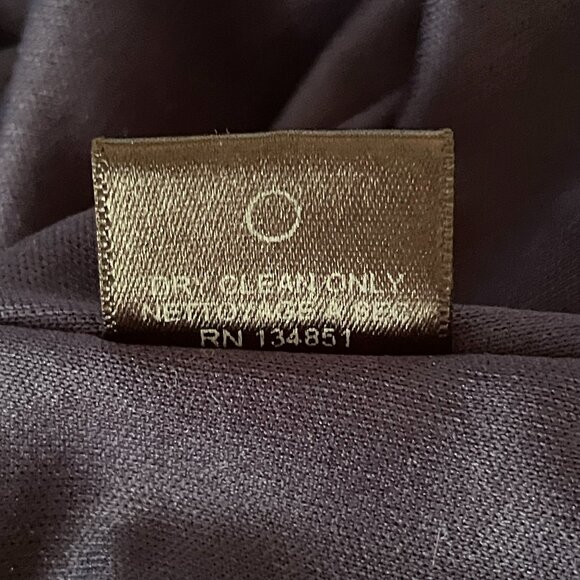 DRY CLEAN ONLY
NETTOYAGE A SEC
RN 134851